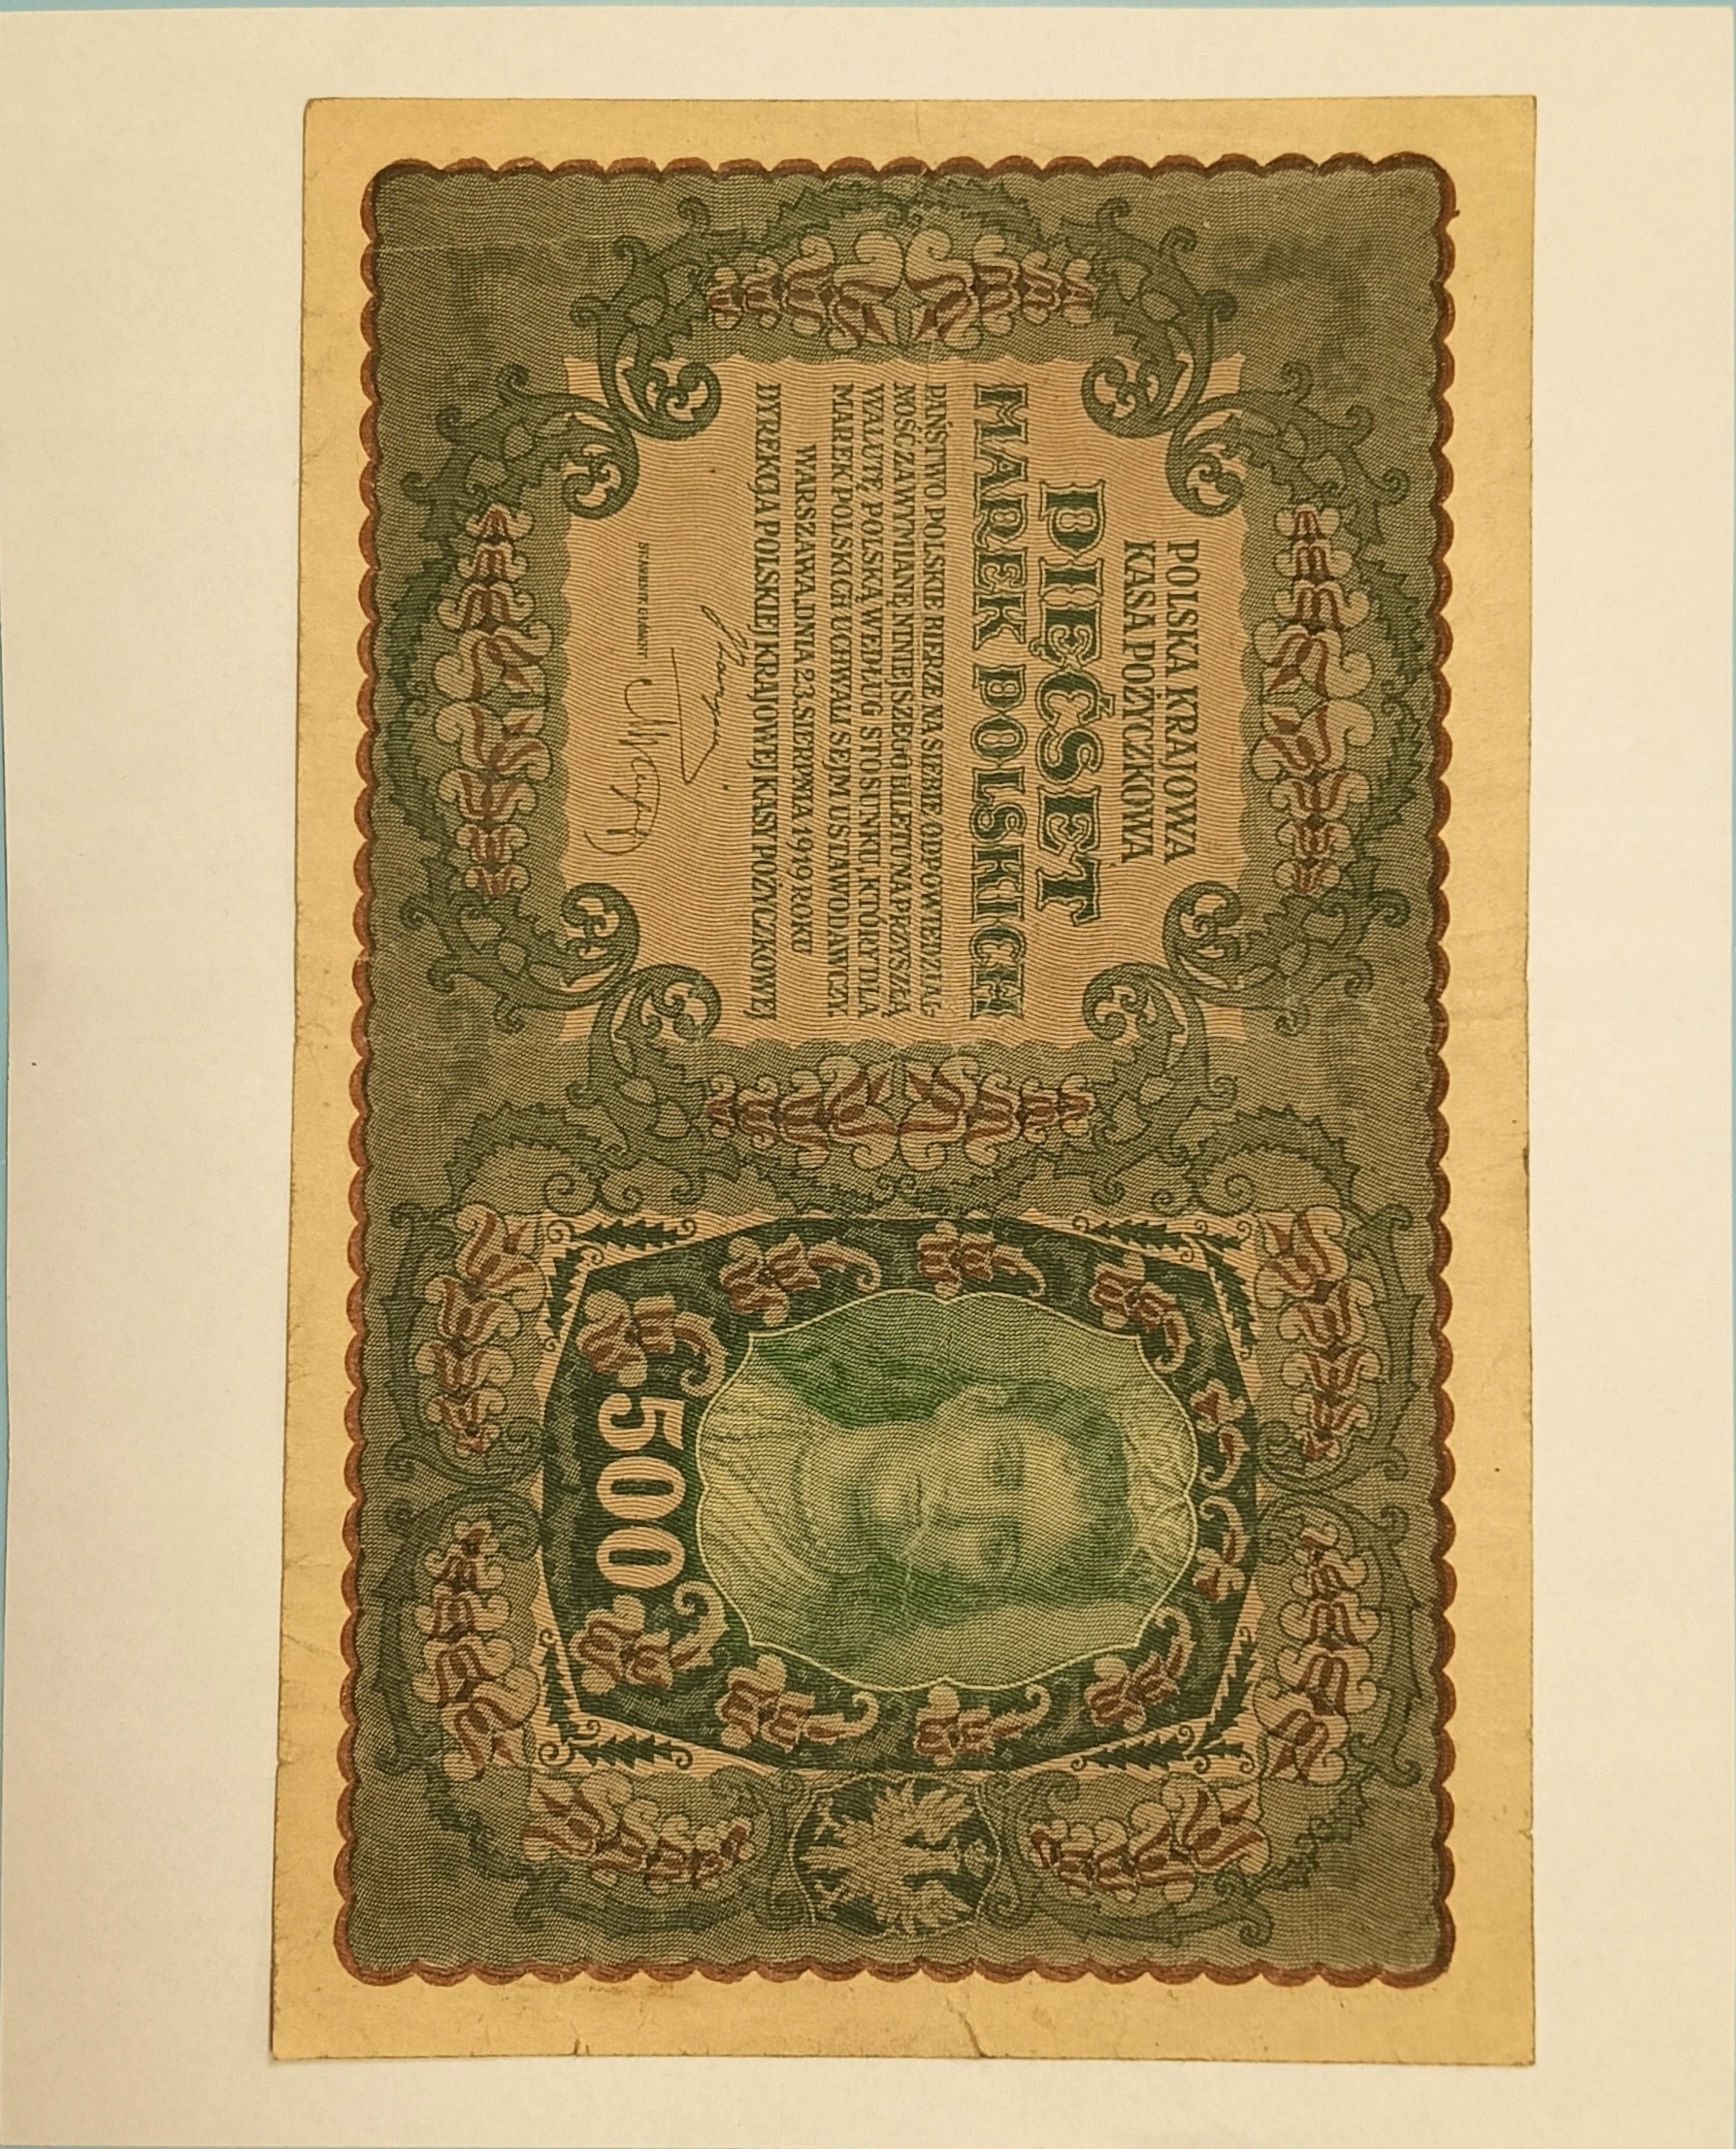 POLSKA KRAJOWA
KASA POŻYCZKOWA
PIĘĆSET
MAREK POLSKICH
PAŃSTWO POLSKIE BIERZE NA SIEBIE ODPOWIEDZIAL-
NOŚĆ ZA WYMIANĘ NINIEJSZEGO BILETU NA PRZYSZŁĄ
WALUTĘ POLSKĄ WEDŁUG STOSUNKU, KTÓRY DLA
MAREK POLSKICH UCHWALI SEJM USTAWODAWCZY.
WARSZAWA, DNIA 23. SIERPNIA 1919 ROKU
DYREKCJA POLSKIEJ KRAJOWEJ KASY POŻYCZKOWEJ
500